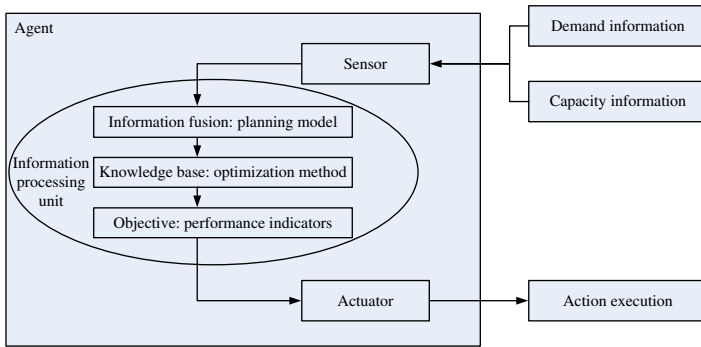 Agent
Demand information
Sensor
Capacity information
Information fusion: planning model
Information
processing
unit
Knowledge base: optimization method
Objective: performance indicators
Actuator
Action execution